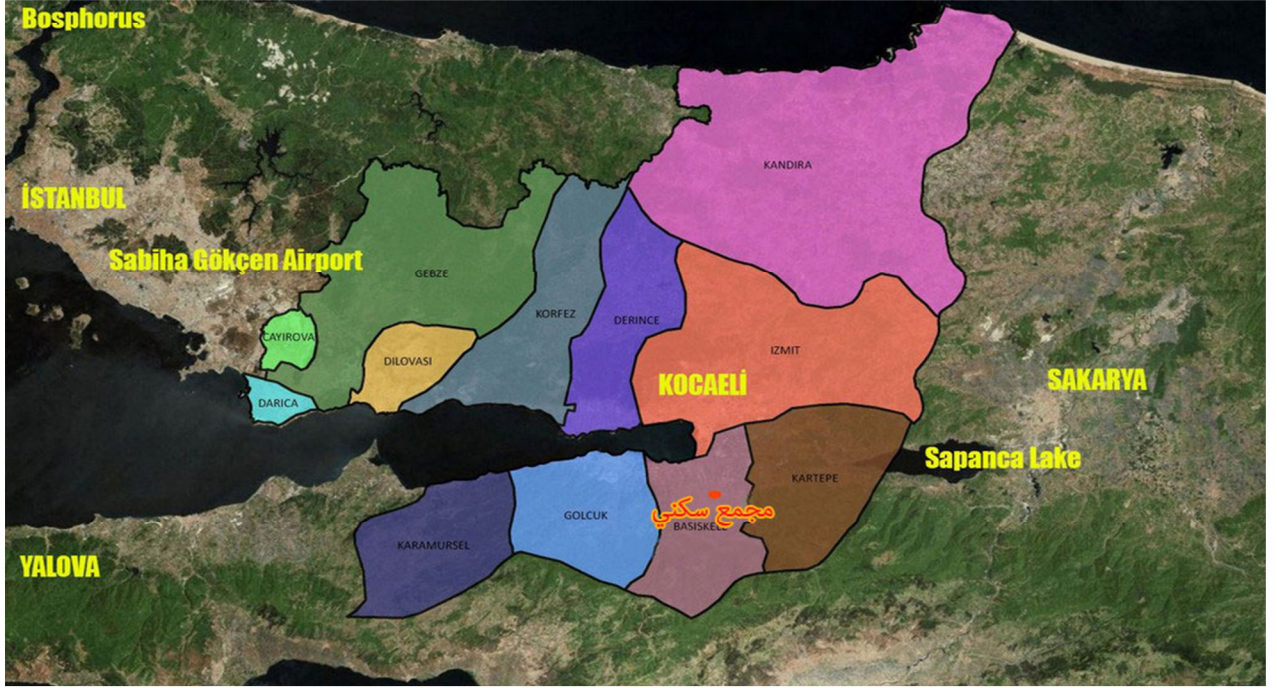 Bosphorus
KANDIRA
İSTANBUL
Sabiha Gökçen Airport
GEBZE
KORFEZ
DERINCE
CAYIROVA
IZMIT
DILOVASI
KOCAELİ
SAKARYA
DARICA
Sapanca Lake
KARTEPE
مجمع سكني
GOLCUK
BASISKELE
KARAMURSEL
YALOVA